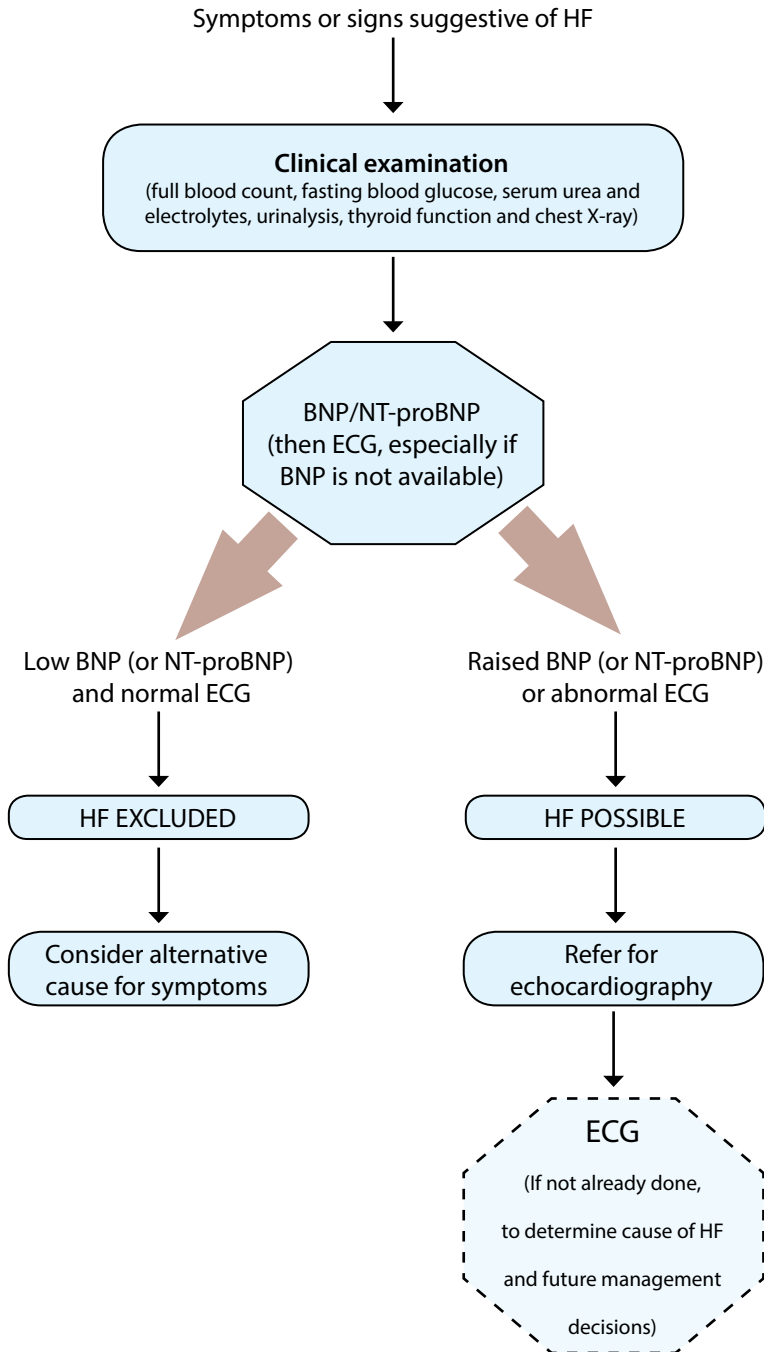 Symptoms or signs suggestive of HF
Clinical examination
(full blood count, fasting blood glucose, serum urea and
electrolytes, urinalysis, thyroid function and chest X-ray)
BNP/NT-proBNP
(then ECG, especially if
BNP is not available)
Low BNP (or NT-proBNP)
and normal ECG
HF EXCLUDED
Consider alternative
cause for symptoms
Raised BNP (or NT-proBNP)
or abnormal ECG
HF POSSIBLE
Refer for
echocardiography
ECG
(If not already done,
to determine cause of HF
and future management
decisions)